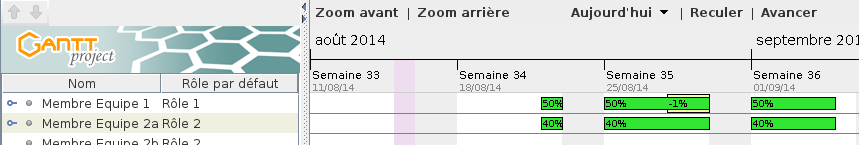 Zoom avant | Zoom arrière Aujourd'hui | Reculer | Avancer
GANTT project
août 2014 septembre 201
Nom Rôle par défaut
Semaine 33 Semaine 34 Semaine 35 Semaine 36
11/08/14 18/08/14 25/08/14 01/09/14
Membre Equipe 1 Rôle 1 50% 50% -1% 50%
Membre Equipe 2a Rôle 2 40% 40% 40%
Membre Equipe 2b Rôle 2